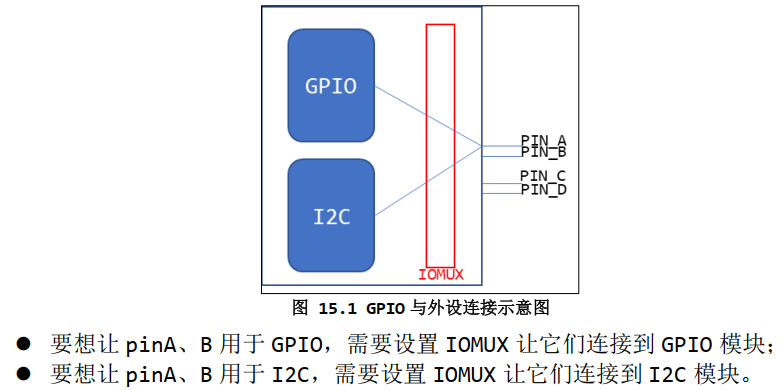 GPIO
I2C
PIN_A
PIN_B
PIN_C
PIN_D
IOMUX
图 15.1 GPIO 与外设连接示意图
● 要想让 pinA、B 用于 GPIO，需要设置 IOMUX 让它们连接到 GPIO 模块；
● 要想让 pinA、B 用于 I2C，需要设置 IOMUX 让它们连接到 I2C 模块。